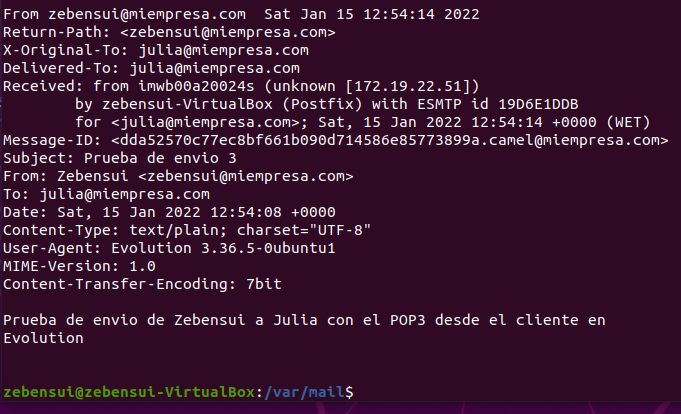 From zebensui@miempresa.com  Sat Jan 15 12:54:14 2022
Return-Path: <zebensui@miempresa.com>
X-Original-To: julia@miempresa.com
Delivered-To: julia@miempresa.com
Received: from imwb00a20024s (unknown [172.19.22.51])
        by zebensui-VirtualBox (Postfix) with ESMTP id 19D6E1DDB
        for <julia@miempresa.com>; Sat, 15 Jan 2022 12:54:14 +0000 (WET)
Message-ID: <dda52570c77ec8bf661b090d714586e85773899a.camel@miempresa.com>
Subject: Prueba de envio 3
From: Zebensui <zebensui@miempresa.com>
To: julia@miempresa.com
Date: Sat, 15 Jan 2022 12:54:08 +0000
Content-Type: text/plain; charset="UTF-8"
User-Agent: Evolution 3.36.5-0ubuntu1
MIME-Version: 1.0
Content-Transfer-Encoding: 7bit

Prueba de envio de Zebensui a Julia con el POP3 desde el cliente en
Evolution

zebensui@zebensui-VirtualBox:/var/mail$